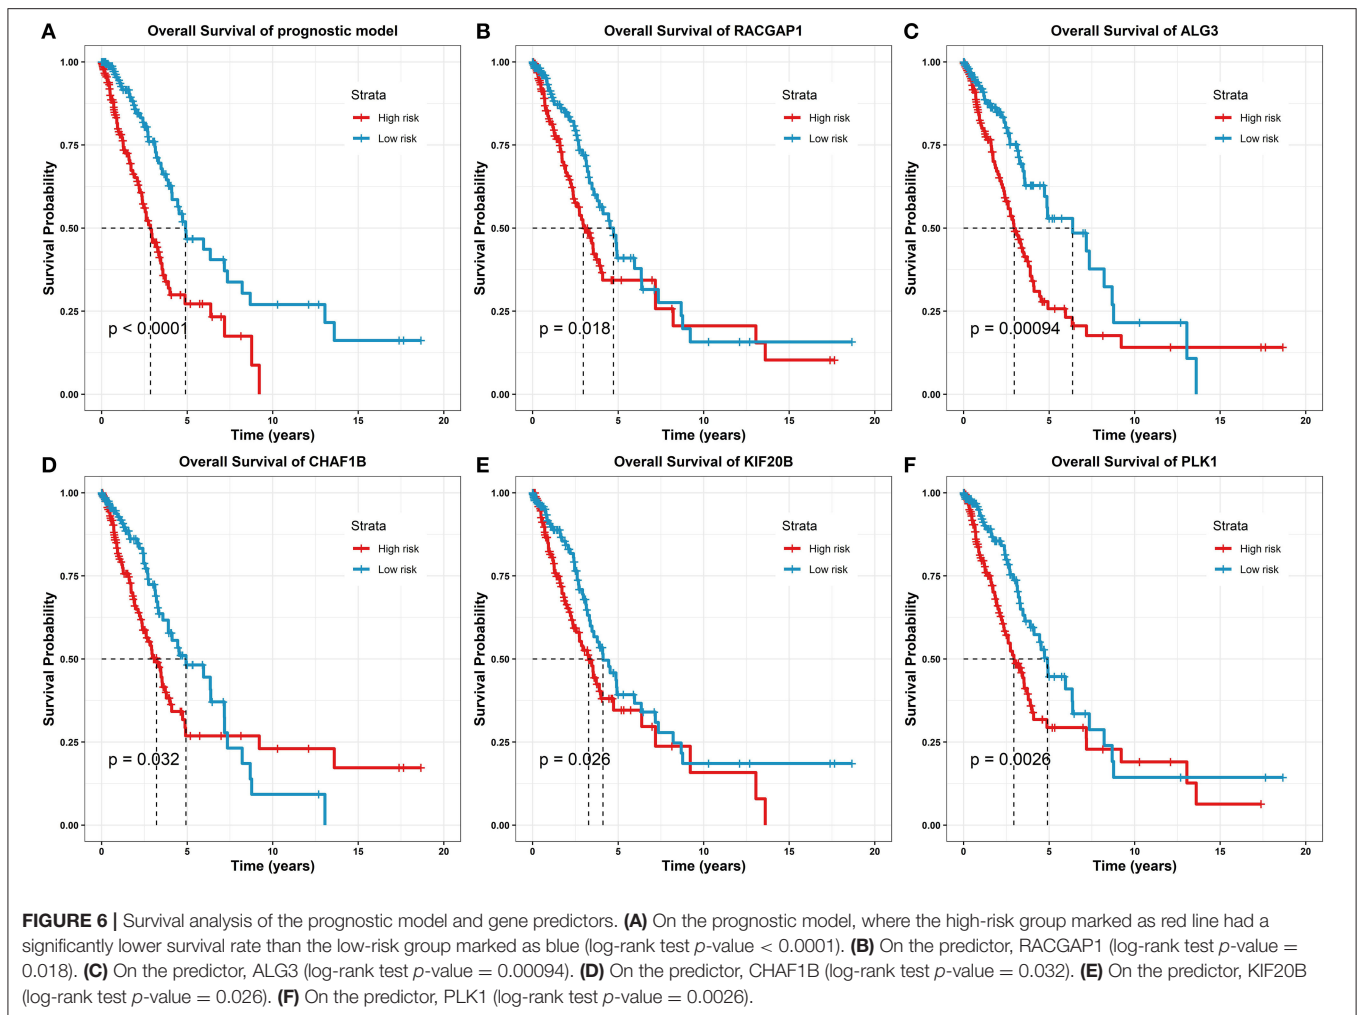 A Overall Survival of prognostic model
Strata
High risk
Low risk
Survival Probability
1.00
0.75
0.50
0.25
0.00
p < 0.0001
0 5 10 15 20
Time (years)
B Overall Survival of RACGAP1
Strata
High risk
Low risk
Survival Probability
1.00
0.75
0.50
0.25
0.00
p = 0.018
0 5 10 15 20
Time (years)
C Overall Survival of ALG3
Strata
High risk
Low risk
Survival Probability
1.00
0.75
0.50
0.25
0.00
p = 0.00094
0 5 10 15 20
Time (years)
D Overall Survival of CHAF1B
Strata
High risk
Low risk
Survival Probability
1.00
0.75
0.50
0.25
0.00
p = 0.032
0 5 10 15 20
Time (years)
E Overall Survival of KIF20B
Strata
High risk
Low risk
Survival Probability
1.00
0.75
0.50
0.25
0.00
p = 0.026
0 5 10 15 20
Time (years)
F Overall Survival of PLK1
Strata
High risk
Low risk
Survival Probability
1.00
0.75
0.50
0.25
0.00
p = 0.0026
0 5 10 15 20
Time (years)
FIGURE 6 | Survival analysis of the prognostic model and gene predictors. (A) On the prognostic model, where the high-risk group marked as red line had a
significantly lower survival rate than the low-risk group marked as blue (log-rank test p-value < 0.0001). (B) On the predictor, RACGAP1 (log-rank test p-value =
0.018). (C) On the predictor, ALG3 (log-rank test p-value = 0.00094). (D) On the predictor, CHAF1B (log-rank test p-value = 0.032). (E) On the predictor, KIF20B
(log-rank test p-value = 0.026). (F) On the predictor, PLK1 (log-rank test p-value = 0.0026).